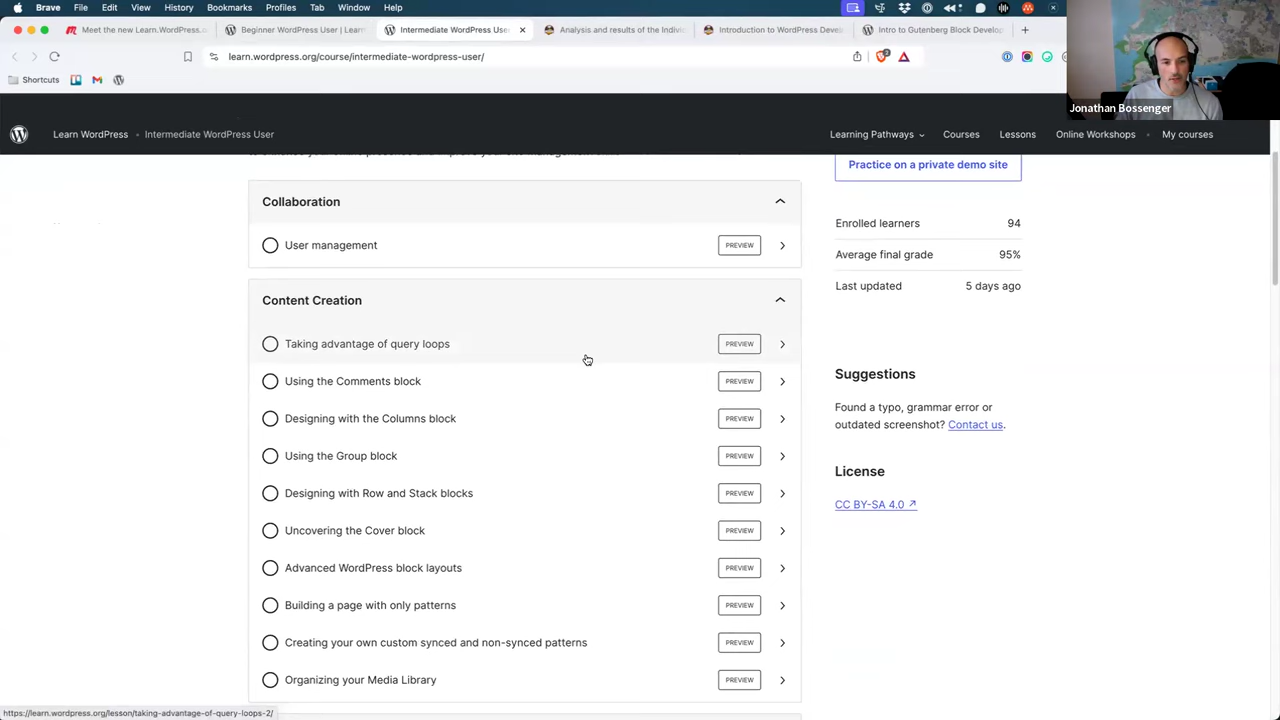 Brave File Edit View History Bookmarks Profiles Tab Window Help
Meet the new Learn.WordPress.o
Beginner WordPress User | Learn
Intermediate WordPress Use
Analysis and results of the Individ
Introduction to WordPress Devel
Intro to Gutenberg Block Develop
learn.wordpress.org/course/intermediate-wordpress-user/
Shortcuts
Jonathan Bossenger
Learn WordPress • Intermediate WordPress User
Learning Pathways Courses Lessons Online Workshops • My courses
Practice on a private demo site
Collaboration
User management PREVIEW
Enrolled learners 94
Average final grade 95%
Last updated 5 days ago
Content Creation
Taking advantage of query loops PREVIEW
Using the Comments block PREVIEW
Designing with the Columns block PREVIEW
Using the Group block PREVIEW
Designing with Row and Stack blocks PREVIEW
Uncovering the Cover block PREVIEW
Advanced WordPress block layouts PREVIEW
Building a page with only patterns PREVIEW
Creating your own custom synced and non-synced patterns PREVIEW
Organizing your Media Library PREVIEW
Suggestions
Found a typo, grammar error or
outdated screenshot? Contact us.
License
CC BY-SA 4.0 ↗
https://learn.wordpress.org/lesson/taking-advantage-of-query-loops-2/